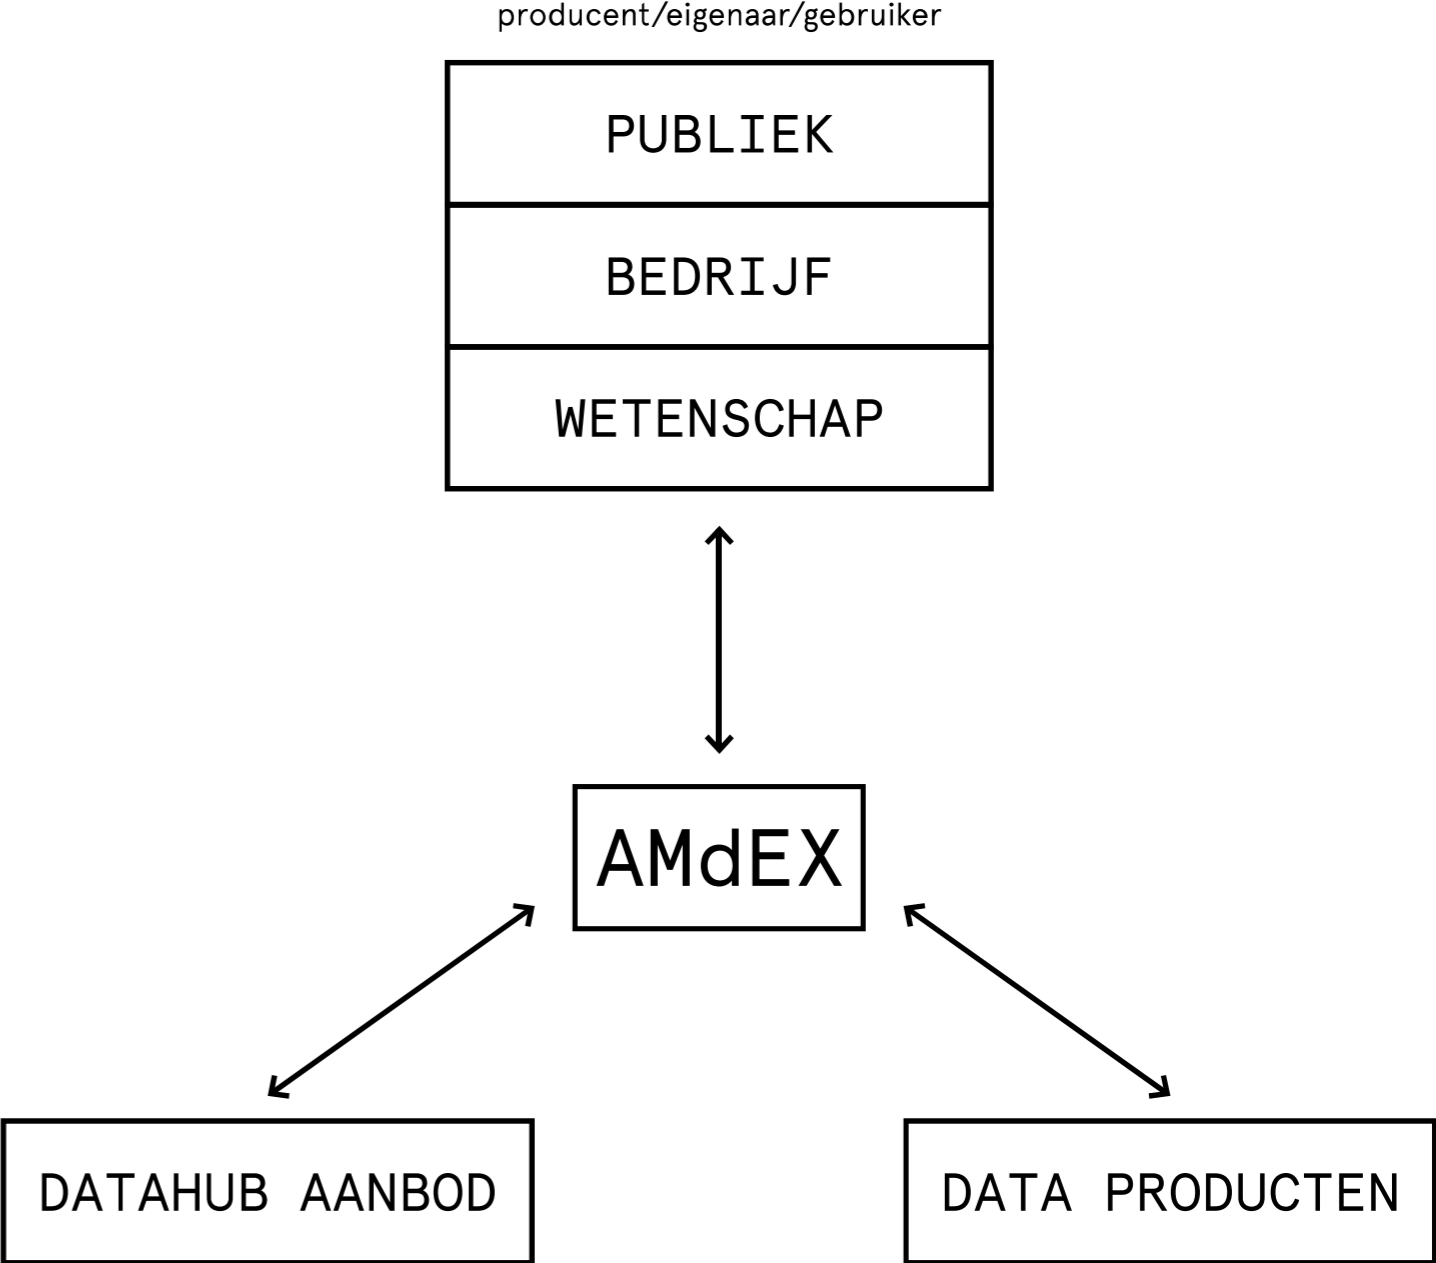 producent/eigenaar/gebruiker
PUBLIEK
BEDRIJF
WETENSCHAP
AMdEX
DATAHUB AANBOD
DATA PRODUCTEN